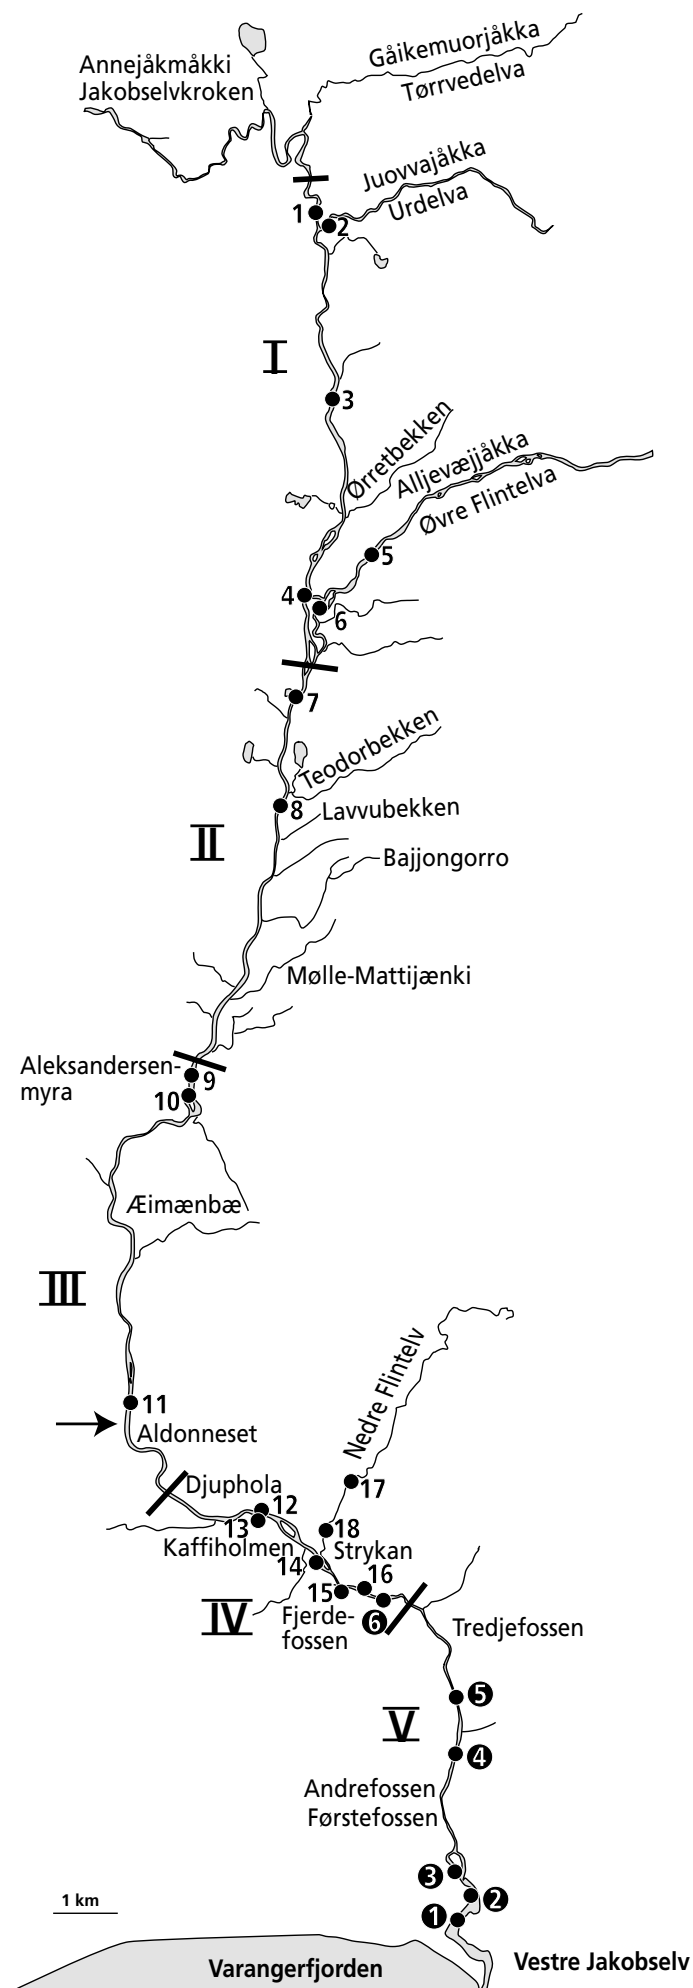 Gåikemuorjåkka
Tørrvedelva
Annejåkmåkki
Jakobselvkroken
Juovvajåkka
Urdelva
1
2
I
3
Ørretbekken
Alljevæjjåkka
Øvre Flintelva
5
4
6
7
Teodorbekken
8
Lavvubekken
II
Bajjongorro
Mølle-Mattijænki
Aleksandersen-
myra
9
10
Æimænbæ
III
Nedre Flintelv
11
Aldonneset
Djuphola
17
12
13
18
Kaffiholmen
Strykan
14
16
15
IV
Fjerde-
fossen
6
Tredjefossen
5
V
4
Andrefossen
Førstefossen
3
2
1
1 km
Varangerfjorden
Vestre Jakobselv